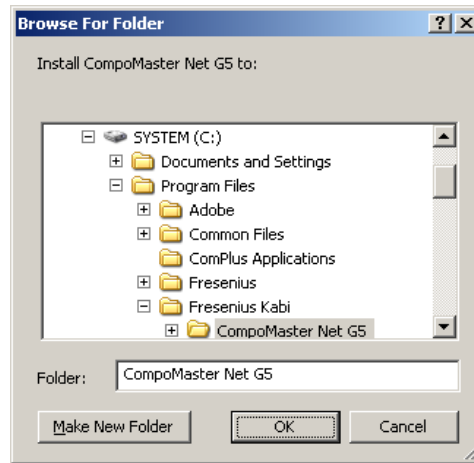 Browse For Folder
Install CompoMaster Net G5 to:
SYSTEM (C:)
Documents and Settings
Program Files
Adobe
Common Files
ComPlus Applications
Fresenius
Fresenius Kabi
CompoMaster Net G5
Folder: CompoMaster Net G5
Make New Folder OK Cancel